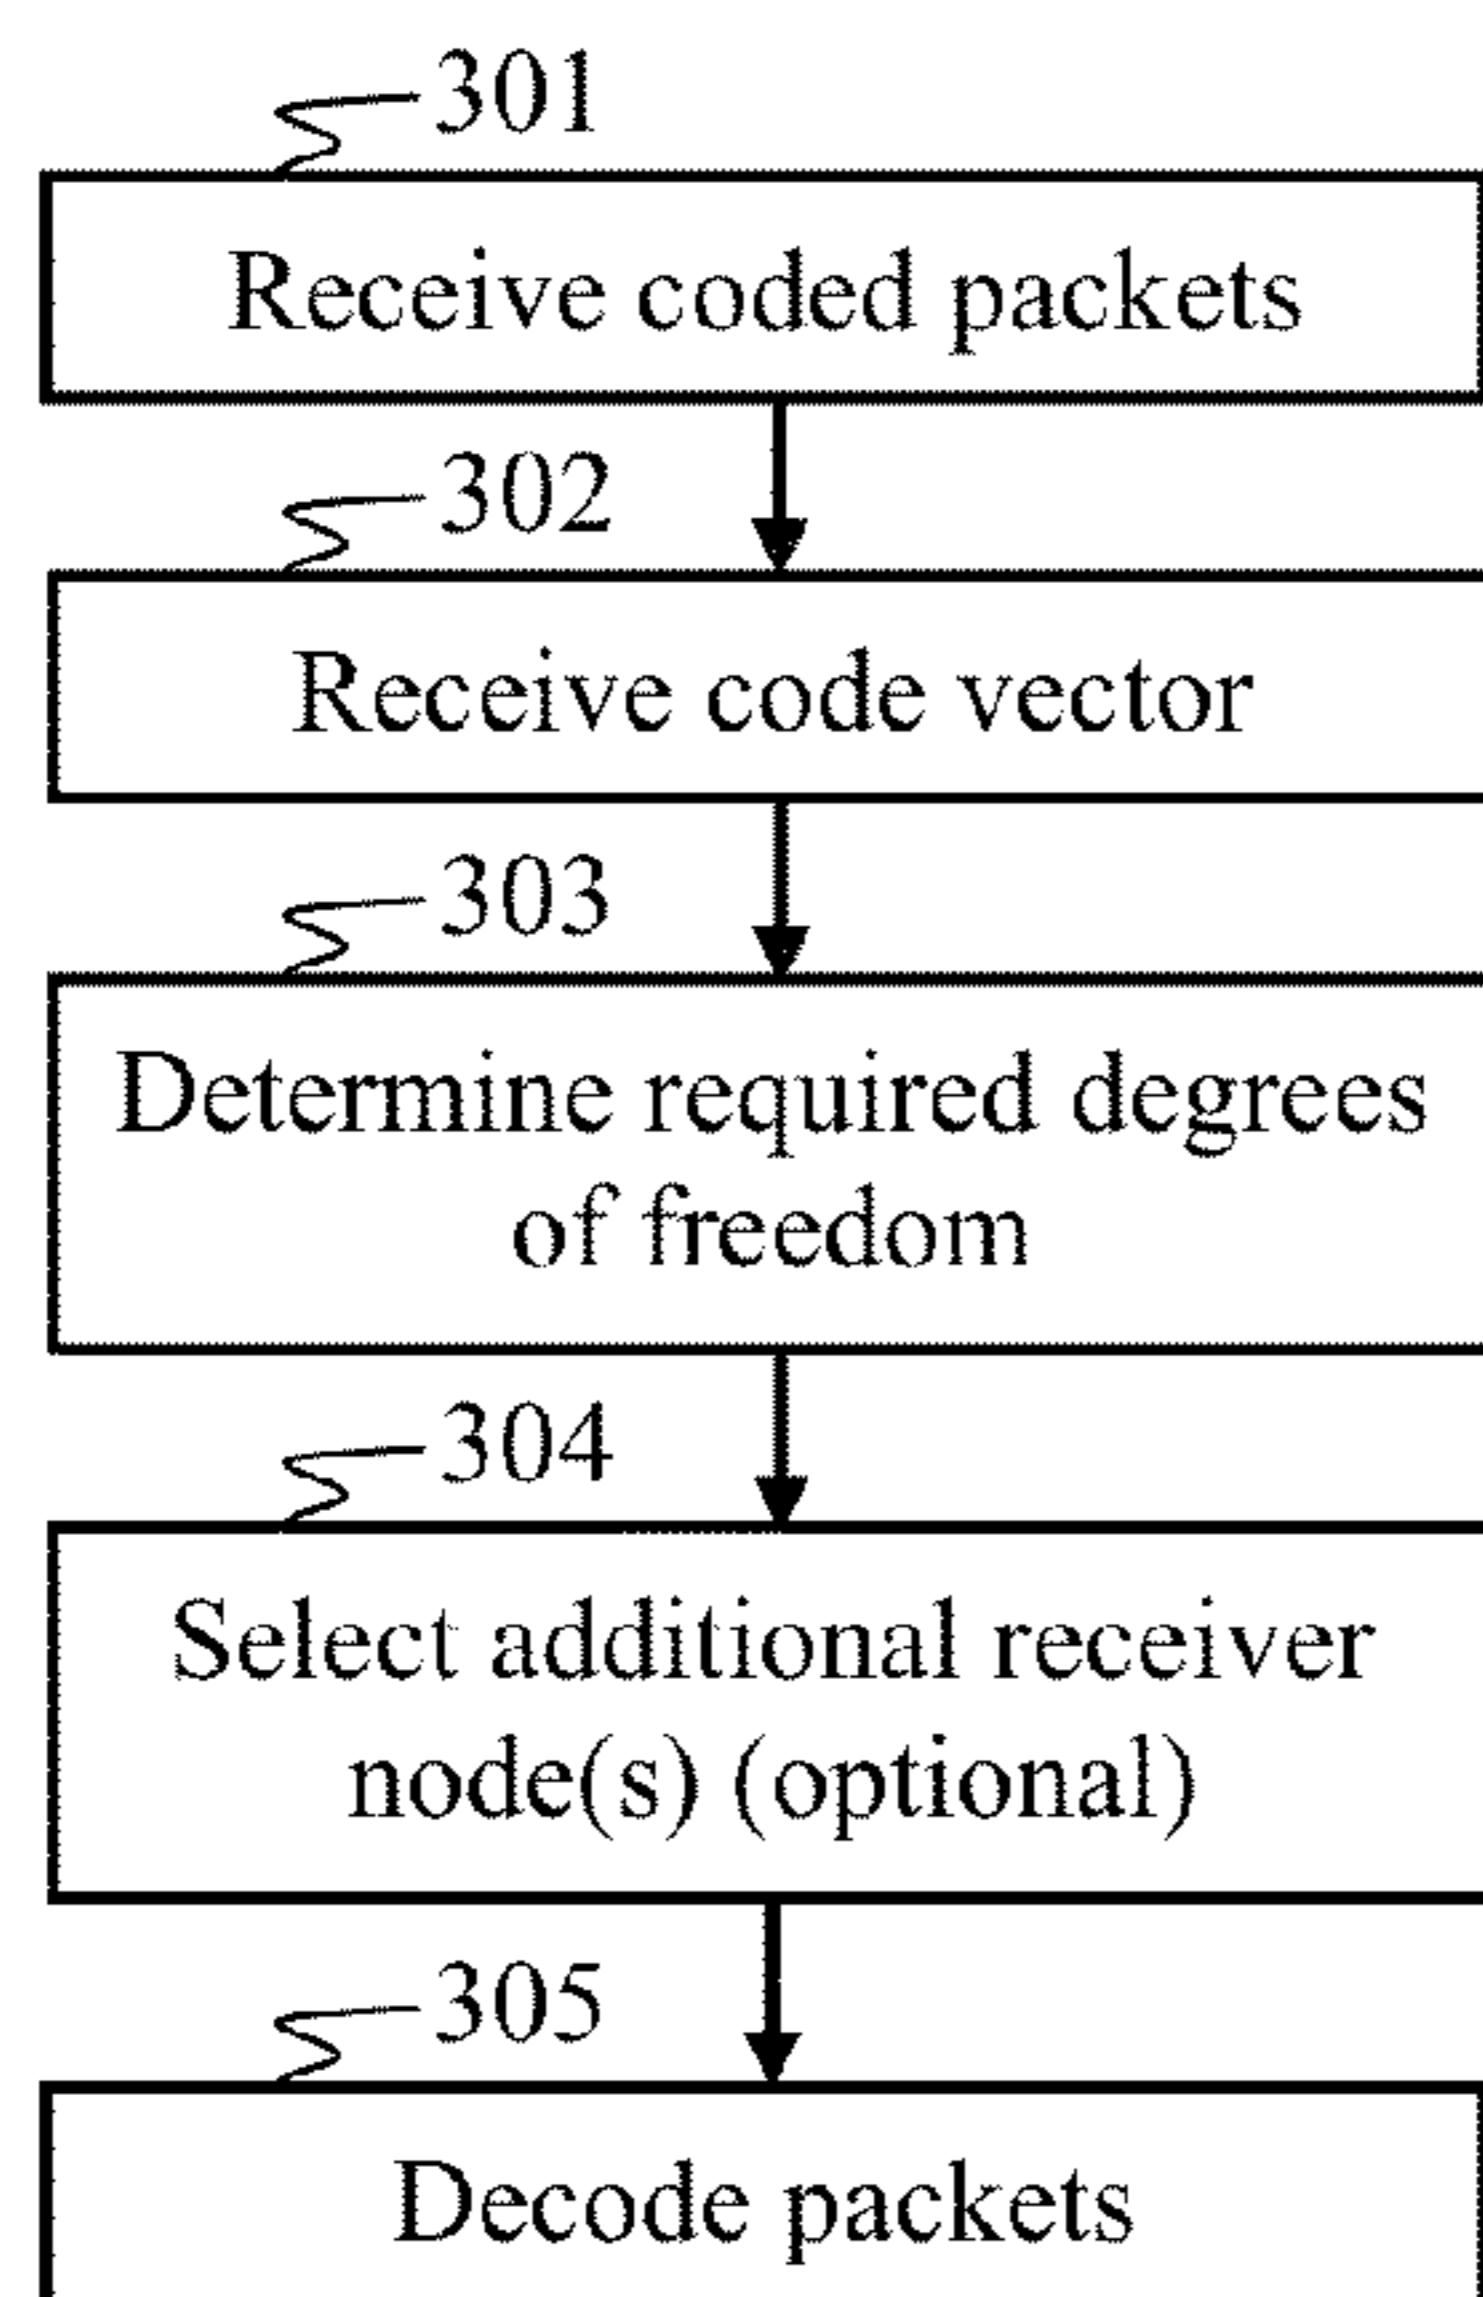 301
Receive coded packets
302
Receive code vector
303
Determine required degrees
of freedom
304
Select additional receiver
node(s) (optional)
305
Decode packets